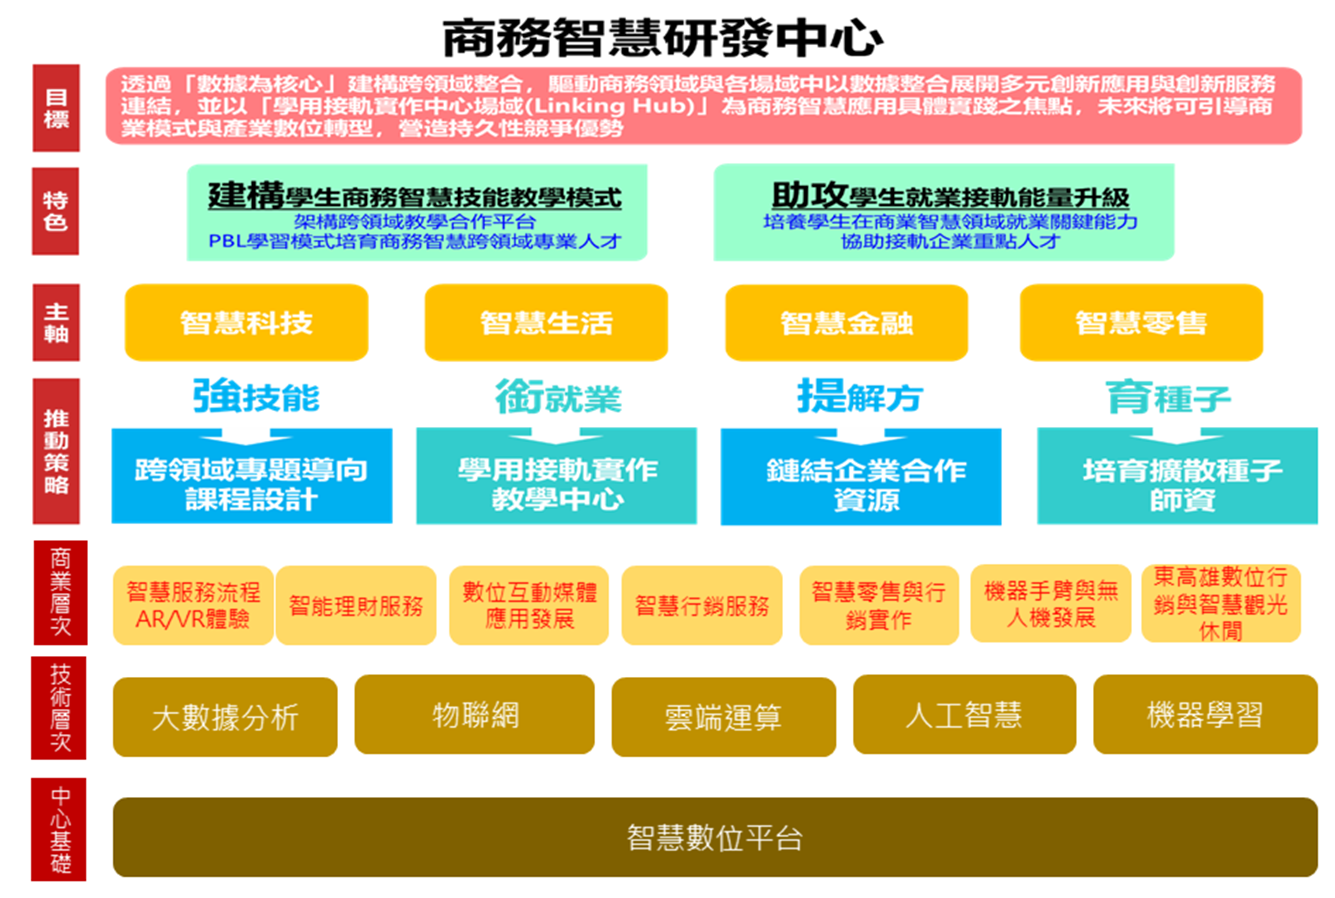 商務智慧研發中心
目標
透過「數據為核心」建構跨領域整合，驅動商務領域與各場域中以數據整合展開多元創新應用與創新服務
連結，並以「學用接軌實作中心場域(Linking Hub)」為商務智慧應用具體實踐之焦點，未來將可引導商
業模式與產業數位轉型，營造持久性競爭優勢
特色
建構學生商務智慧技能教學模式
架構跨領域教學合作平台
PBL學習模式培育商務智慧跨領域專業人才
助攻學生就業接軌能量升級
培養學生在商業智慧領域就業關鍵能力
協助接軌企業重點人才
主軸
智慧科技
智慧生活
智慧金融
智慧零售
推動策略
強技能
銜就業
提解方
育種子
跨領域專題導向
課程設計
學用接軌實作
教學中心
鏈結企業合作
資源
培育擴散種子
師資
商業層次
智慧服務流程
AR/VR體驗
智能理財服務
數位互動媒體
應用發展
智慧行銷服務
智慧零售與行
銷實作
機器手臂與無
人機發展
東高雄數位行
銷與智慧觀光
休閒
技術層次
大數據分析
物聯網
雲端運算
人工智慧
機器學習
中心基礎
智慧數位平台